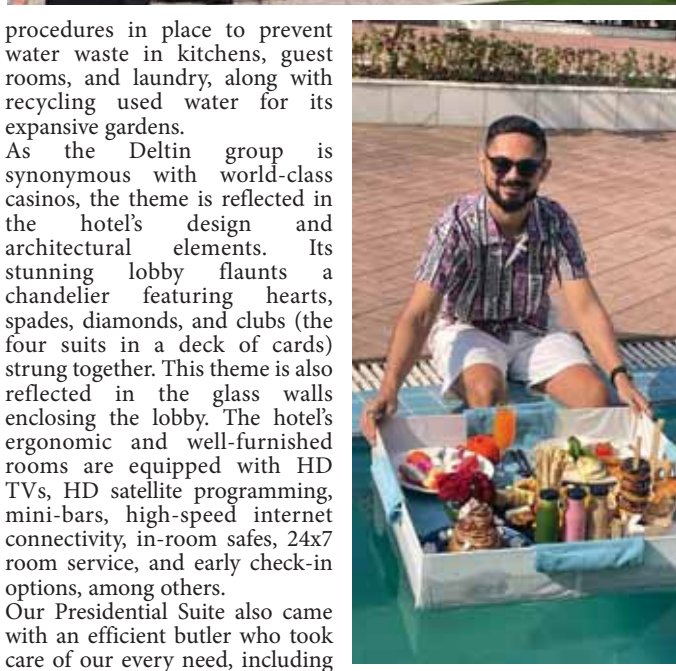 procedures in place to prevent
water waste in kitchens, guest
rooms, and laundry, along with
recycling used water for its
expansive gardens.
As the Deltin group is
synonymous with world-class
casinos, the theme is reflected in
the hotel's design and
architectural elements. Its
stunning lobby flaunts a
chandelier featuring hearts,
spades, diamonds, and clubs (the
four suits in a deck of cards)
strung together. This theme is also
reflected in the glass walls
enclosing the lobby. The hotel's
ergonomic and well-furnished
rooms are equipped with HD
TVs, HD satellite programming,
mini-bars, high-speed internet
connectivity, in-room safes, 24x7
room service, and early check-in
options, among others.
Our Presidential Suite also came
with an efficient butler who took
care of our every need, including